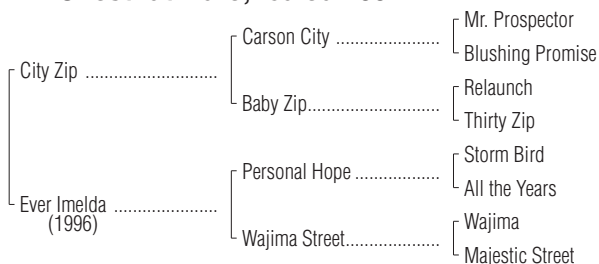 Mr. Prospector
Carson City ..................
Blushing Promise
City Zip ......................
Relaunch
Baby Zip......................
Thirty Zip
Storm Bird
Personal Hope ..............
All the Years
Ever Imelda .................
(1996)
Wajima
Wajima Street...............
Majestic Street